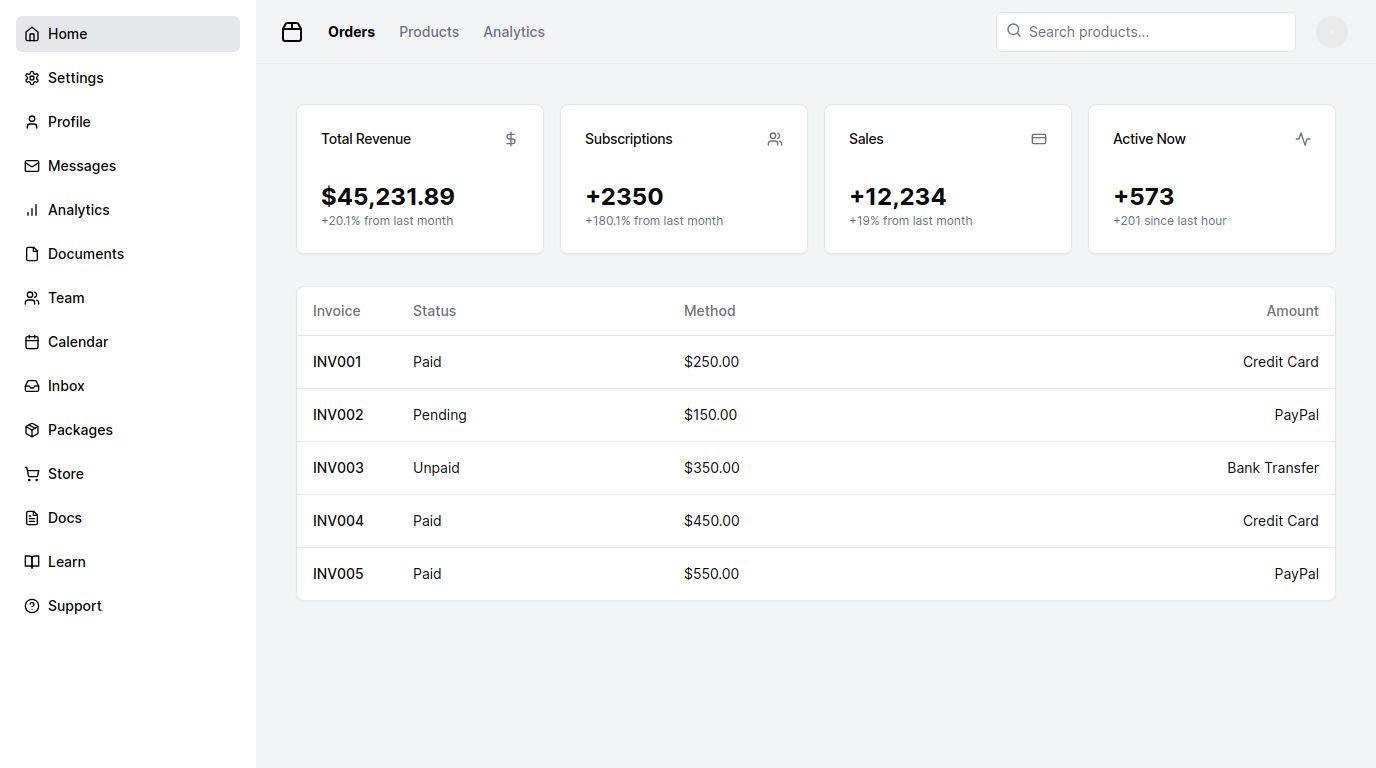 Home
Settings
Profile
Messages
Analytics
Documents
Team
Calendar
Inbox
Packages
Store
Docs
Learn
Support
Orders Products Analytics Search products...
Total Revenue
$45,231.89
+20.1% from last month
Subscriptions
+2350
+180.1% from last month
Sales
+12,234
+19% from last month
Active Now
+573
+201 since last hour
Invoice Status Method Amount
INV001 Paid $250.00 Credit Card
INV002 Pending $150.00 PayPal
INV003 Unpaid $350.00 Bank Transfer
INV004 Paid $450.00 Credit Card
INV005 Paid $550.00 PayPal